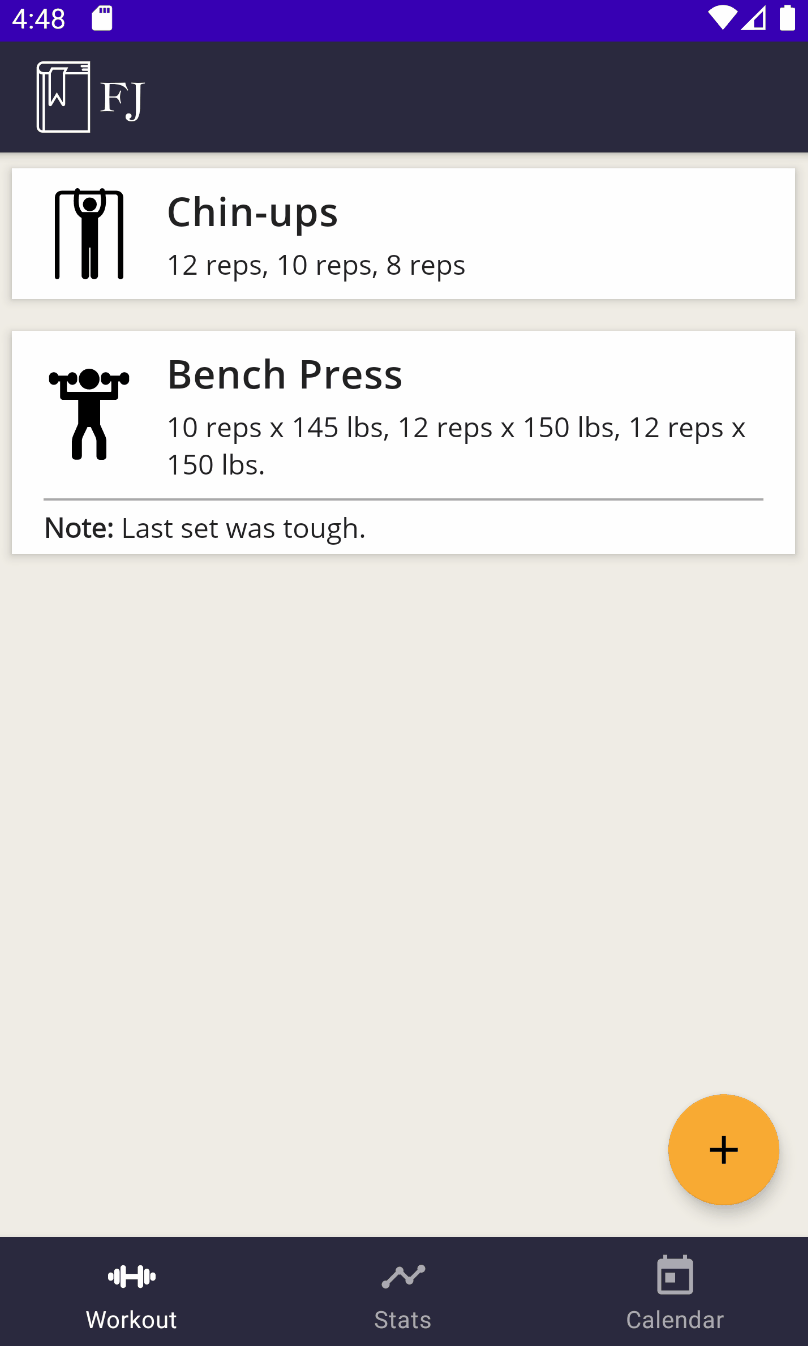 4:48
FJ
Chin-ups
12 reps, 10 reps, 8 reps
Bench Press
10 reps x 145 lbs, 12 reps x 150 lbs, 12 reps x
150 lbs.
Note: Last set was tough.
+
Workout
Stats
Calendar